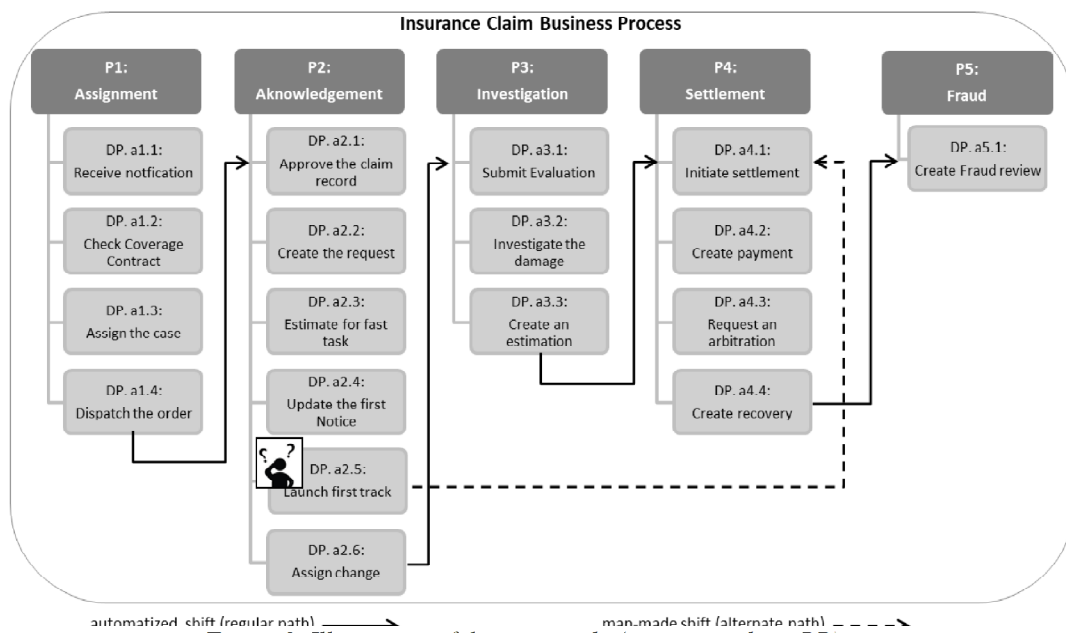 Insurance Claim Business Process
P1:
Assignment
DP. a1.1:
Receive notfication
DP. a1.2:
Check Coverage
Contract
DP. a1.3:
Assign the case
DP. a1.4:
Dispatch the order
P2:
Aknowledgement
DP. a2.1:
Approve the claim
record
DP. a2.2:
Create the request
DP. a2.3:
Estimate for fast
task
DP. a2.4:
Update the first
Notice
? ?
DP. a2.5:
Launch first track
DP. a2.6:
Assign change
P3:
Investigation
DP. a3.1:
Submit Evaluation
DP. a3.2:
Investigate the
damage
DP. a3.3:
Create an
estimation
P4:
Settlement
DP. a4.1:
Initiate settlement
DP. a4.2:
Create payment
DP. a4.3:
Request an
arbitration
DP. a4.4:
Create recovery
P5:
Fraud
DP. a5.1:
Create Fraud review
automatized shift (regular path)
map-made shift (alternate path)